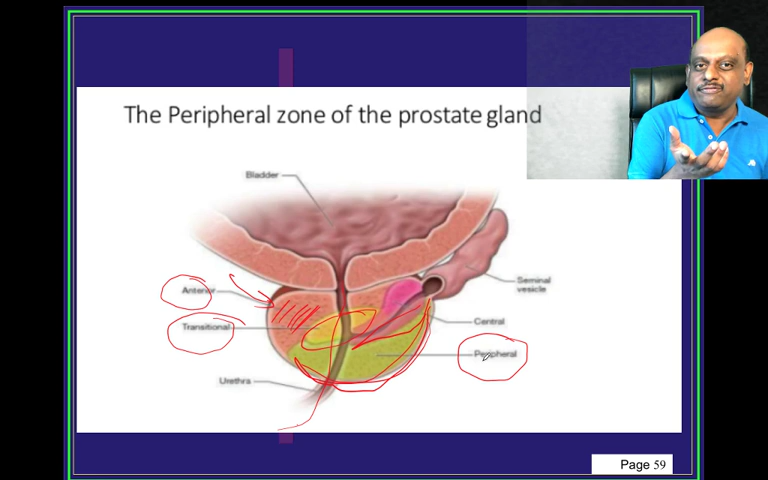 The Peripheral zone of the prostate gland
Bladder
Anterior
Seminal
vesicle
Transitional
Central
Peripheral
Urethra
Page 59